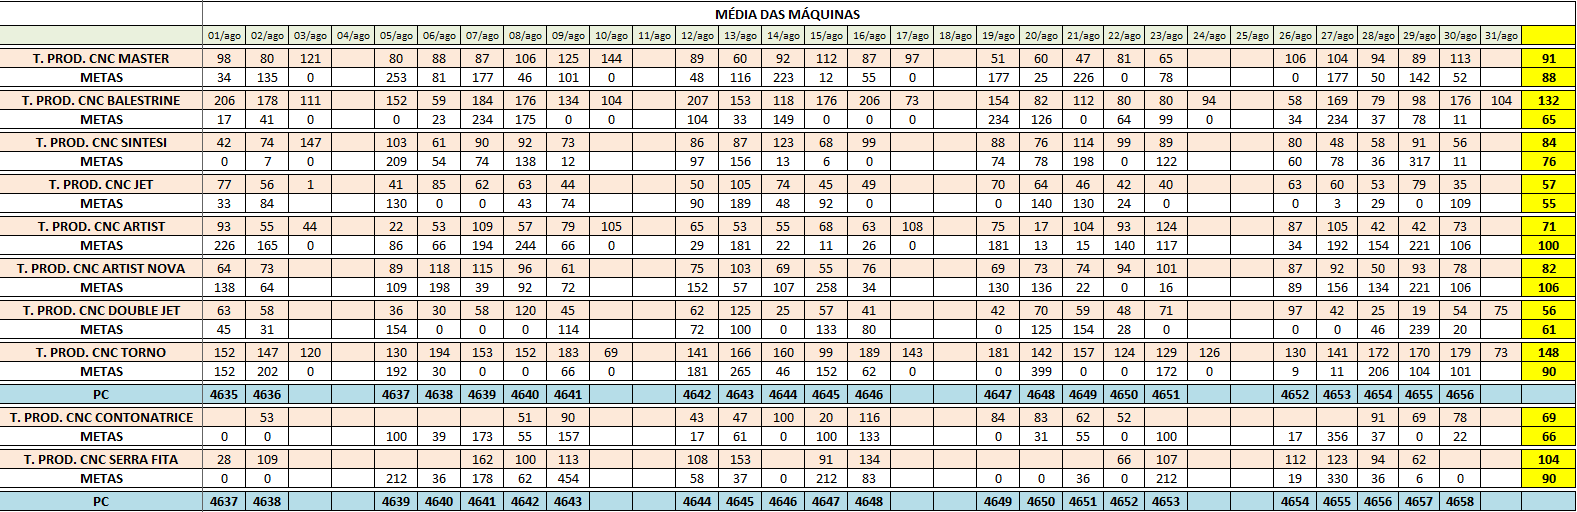 MÉDIA DAS MÁQUINAS
01/ago 02/ago 03/ago 04/ago 05/ago 06/ago 07/ago 08/ago 09/ago 10/ago 11/ago 12/ago 13/ago 14/ago 15/ago 16/ago 17/ago 18/ago 19/ago 20/ago 21/ago 22/ago 23/ago 24/ago 25/ago 26/ago 27/ago 28/ago 29/ago 30/ago 31/ago
T. PROD. CNC MASTER 98 80 121 80 88 87 106 125 144 89 60 92 112 87 97 51 60 47 81 65 106 104 94 89 113 91
METAS 34 135 0 253 81 177 46 101 0 48 116 223 12 55 0 177 25 226 0 78 0 177 50 142 52 88
T. PROD. CNC BALESTRINE 206 178 111 152 59 184 176 134 104 207 153 118 176 206 73 154 82 112 80 80 94 58 169 79 98 176 104 132
METAS 17 41 0 0 23 234 175 0 0 104 33 149 0 0 0 234 126 0 64 99 0 34 234 37 78 11 65
T. PROD. CNC SINTESI 42 74 147 103 61 90 92 73 86 87 123 68 99 88 76 114 99 89 80 48 58 91 56 84
METAS 0 7 0 209 54 74 138 12 97 156 13 6 0 74 78 198 0 122 60 78 36 317 11 76
T. PROD. CNC JET 77 56 1 41 85 62 63 44 50 105 74 45 49 70 64 46 42 40 63 60 53 79 35 57
METAS 33 84 130 0 0 43 74 90 189 48 92 0 0 140 130 24 0 0 3 29 0 109 55
T. PROD. CNC ARTIST 93 55 44 22 53 109 57 79 105 65 53 55 68 63 108 75 17 104 93 124 87 105 42 42 73 71
METAS 226 165 0 86 66 194 244 66 0 29 181 22 11 26 0 181 13 15 140 117 34 192 154 221 106 100
T. PROD. CNC ARTIST NOVA 64 73 89 118 115 96 61 75 103 69 55 76 69 73 74 94 101 87 92 50 93 78 82
METAS 138 64 109 198 39 92 72 152 57 107 258 34 130 136 22 0 16 89 156 134 221 106 106
T. PROD. CNC DOUBLE JET 63 58 36 30 58 120 45 62 125 25 57 41 42 70 59 48 71 97 42 25 19 54 75 56
METAS 45 31 154 0 0 0 114 72 100 0 133 80 0 125 154 28 0 0 0 46 239 20 61
T. PROD. CNC TORNO 152 147 120 130 194 153 152 183 69 141 166 160 99 189 143 181 142 157 124 129 126 130 141 172 170 179 73 148
METAS 152 202 0 192 30 0 0 66 0 181 265 46 152 62 0 0 399 0 0 172 0 9 11 206 104 101 90
PC 4635 4636 4637 4638 4639 4640 4641 4642 4643 4644 4645 4646 4647 4648 4649 4650 4651 4652 4653 4654 4655 4656
T. PROD. CNC CONTONATRICE 53 51 90 43 47 100 20 116 84 83 62 52 91 69 78 69
METAS 0 0 100 39 173 55 157 17 61 0 100 133 0 31 55 0 100 17 356 37 0 22 66
T. PROD. CNC SERRA FITA 28 109 162 100 113 108 153 91 134 66 107 112 123 94 62 104
METAS 0 0 212 36 178 62 454 58 37 0 212 83 0 0 36 0 212 19 330 36 6 0 90
PC 4637 4638 4639 4640 4641 4642 4643 4644 4645 4646 4647 4648 4649 4650 4651 4652 4653 4654 4655 4656 4657 4658